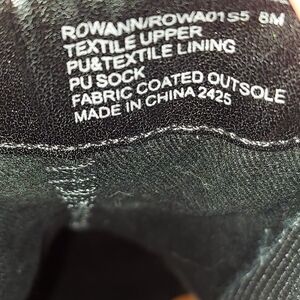 ROWANN/ROWA01S5 8M
TEXTILE UPPER
PU&TEXTILE LINING
PU SOCK
FABRIC COATED OUTSOLE
MADE IN CHINA 2425